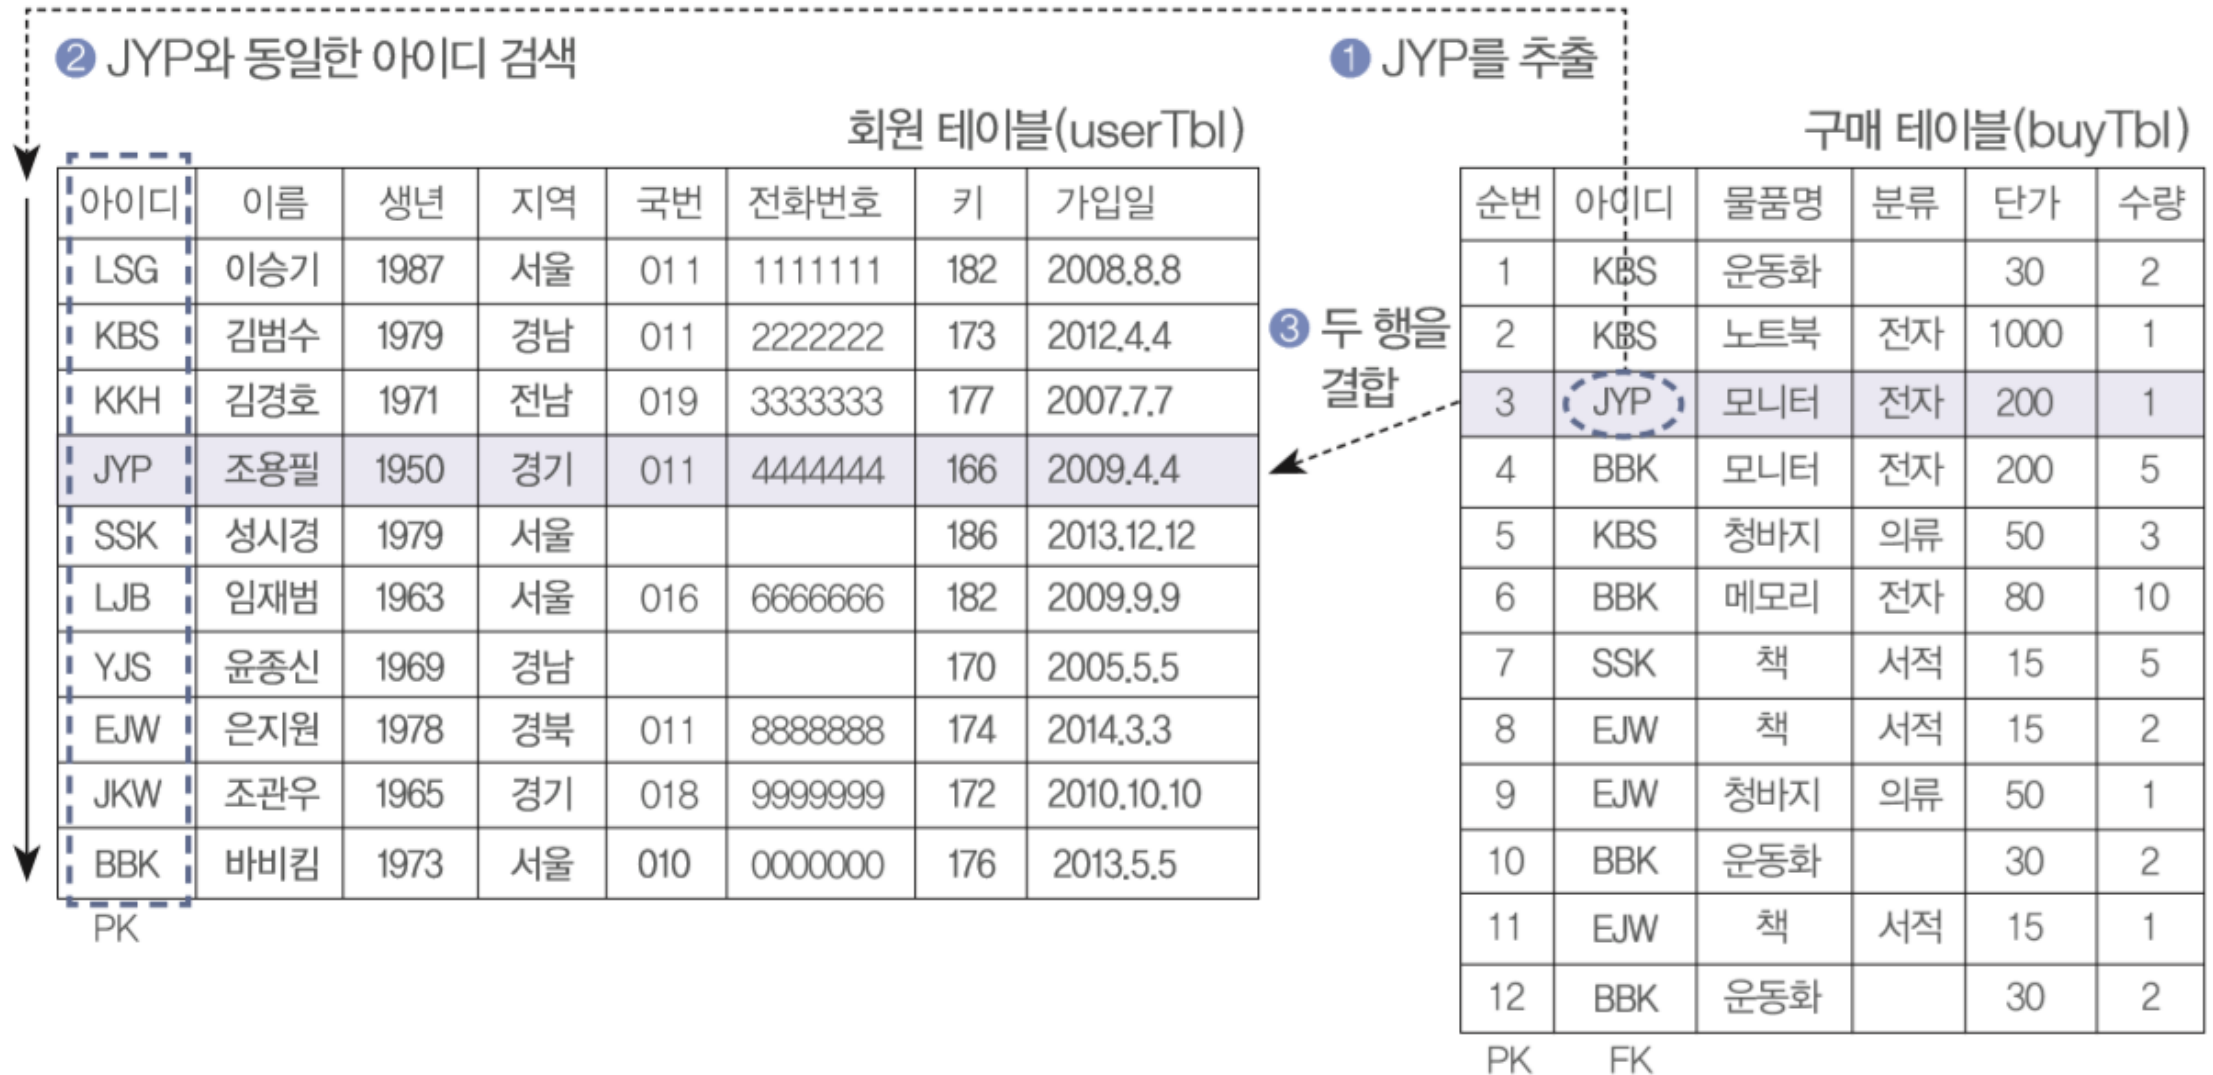 ❷ JYP와 동일한 아이디 검색
❶ JYP를 추출
회원 테이블(userTbl)
아이디 이름 생년 지역 국번 전화번호 키 가입일
LSG 이승기 1987 서울 011 1111111 182 2008.8.8
KBS 김범수 1979 경남 011 2222222 173 2012.4.4
KKH 김경호 1971 전남 019 3333333 177 2007.7.7
JYP 조용필 1950 경기 011 4444444 166 2009.4.4
SSK 성시경 1979 서울 186 2013.12.12
LJB 임재범 1963 서울 016 6666666 182 2009.9.9
YJS 윤종신 1969 경남 170 2005.5.5
EJW 은지원 1978 경북 011 8888888 174 2014.3.3
JKW 조관우 1965 경기 018 9999999 172 2010.10.10
BBK 바비킴 1973 서울 010 0000000 176 2013.5.5
PK
❸ 두 행을
결합
구매 테이블(buyTbl)
순번 아이디 물품명 분류 단가 수량
1 KBS 운동화 30 2
2 KBS 노트북 전자 1000 1
3 JYP 모니터 전자 200 1
4 BBK 모니터 전자 200 5
5 KBS 청바지 의류 50 3
6 BBK 메모리 전자 80 10
7 SSK 책 서적 15 5
8 EJW 책 서적 15 2
9 EJW 청바지 의류 50 1
10 BBK 운동화 30 2
11 EJW 책 서적 15 1
12 BBK 운동화 30 2
PK FK